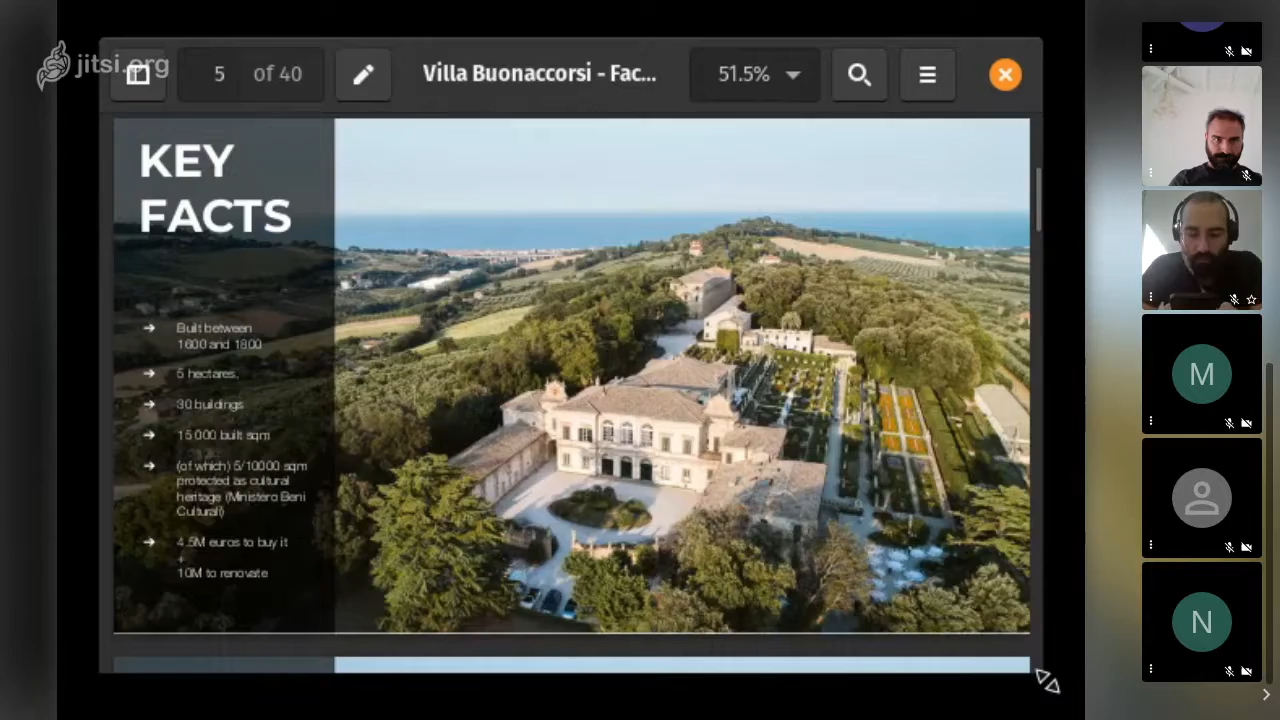 jitsi.org
5 of 40
Villa Buonaccorsi - Fac...
51.5%
KEY
FACTS
Built between
1600 and 1800
5 hectares,
30 buildings
15 000 built sqm
(of which) 5/10000 sqm
protected as cultural
heritage (Ministero Beni
Culturali)
4.5M euros to buy it
+
10M to renovate
M
N